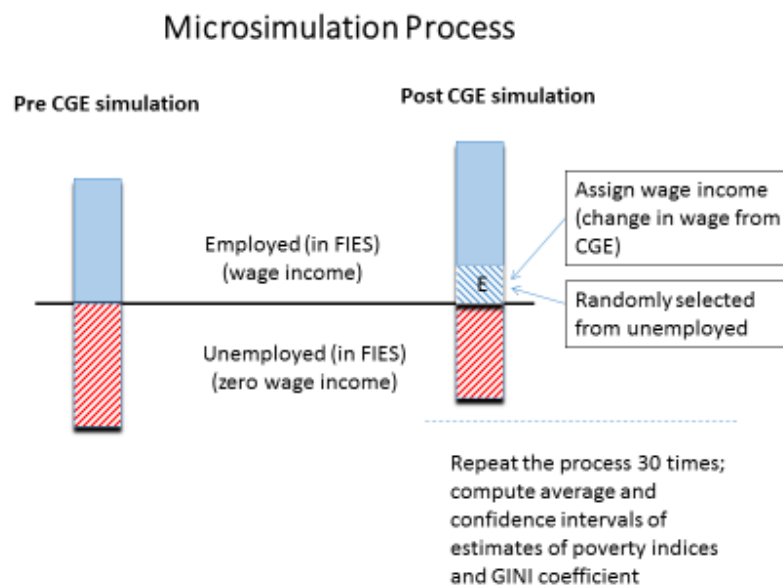 Microsimulation Process
Pre CGE simulation
Post CGE simulation
Employed (in FIES)
(wage income)
Assign wage income
(change in wage from
CGE)
E
Randomly selected
from unemployed
Unemployed (in FIES)
(zero wage income)
Repeat the process 30 times;
compute average and
confidence intervals of
estimates of poverty indices
and GINI coefficient